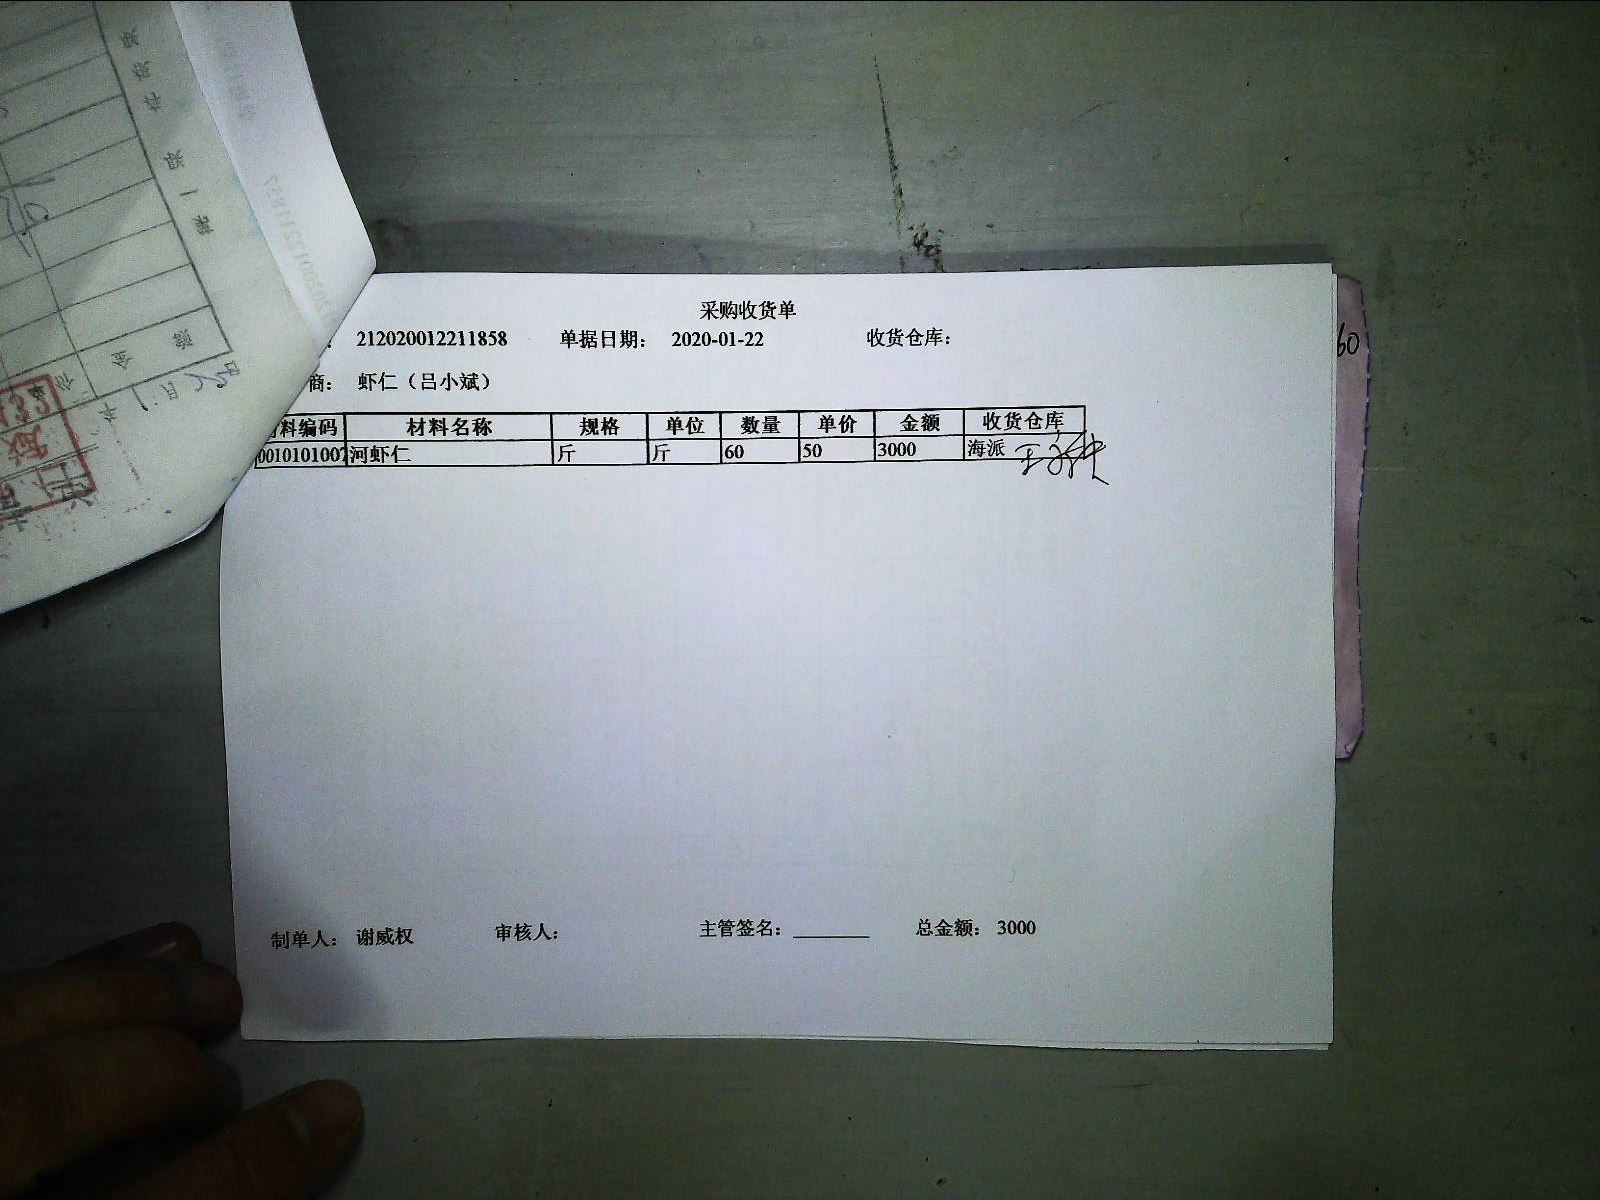 采购收货单
212020012211858 单据日期： 2020-01-22 收货仓库：
商： 虾仁（吕小斌）
料编码 材料名称 规格 单位 数量 单价 金额 收货仓库
0010101007 河虾仁 斤 斤 60 50 3000 海派
制单人： 谢威权 审核人： 主管签名： 总金额： 3000
60